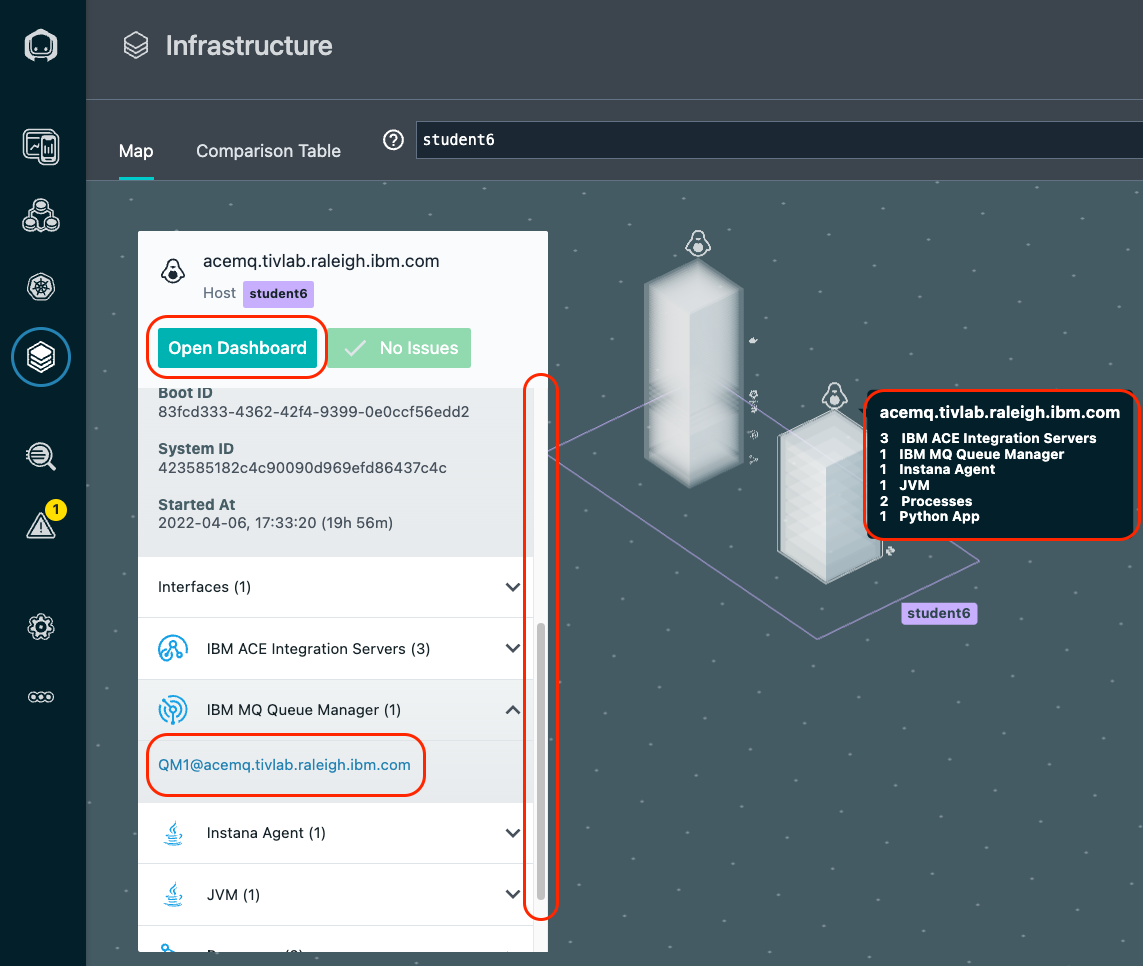 Infrastructure
Map
Comparison Table
?
student6
acemq.tivlab.raleigh.ibm.com
Host student6
Open Dashboard
No Issues
Boot ID
83fcd333-4362-42f4-9399-0e0ccf56edd2
System ID
423585182c4c90090d969efd86437c4c
Started At
2022-04-06, 17:33:20 (19h 56m)
Interfaces (1)
IBM ACE Integration Servers (3)
IBM MQ Queue Manager (1)
QM1@acemq.tivlab.raleigh.ibm.com
Instana Agent (1)
JVM (1)
acemq.tivlab.raleigh.ibm.com
3 IBM ACE Integration Servers
1 IBM MQ Queue Manager
1 Instana Agent
1 JVM
2 Processes
1 Python App
student6
1